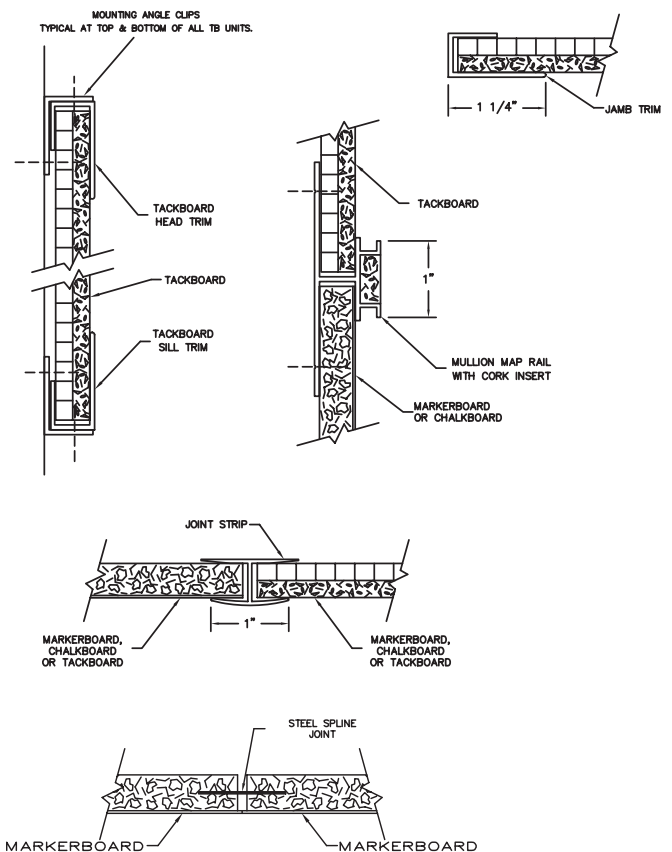 MOUNTING ANGLE CLIPS
TYPICAL AT TOP & BOTTOM OF ALL TB UNITS.
1 1/4"
JAMB TRIM
TACKBOARD
HEAD TRIM
TACKBOARD
TACKBOARD
SILL TRIM
TACKBOARD
1"
MULLION MAP RAIL
WITH CORK INSERT
MARKERBOARD
OR CHALKBOARD
JOINT STRIP
1"
MARKERBOARD,
CHALKBOARD
OR TACKBOARD
MARKERBOARD,
CHALKBOARD
OR TACKBOARD
STEEL SPLINE
JOINT
MARKERBOARD
MARKERBOARD